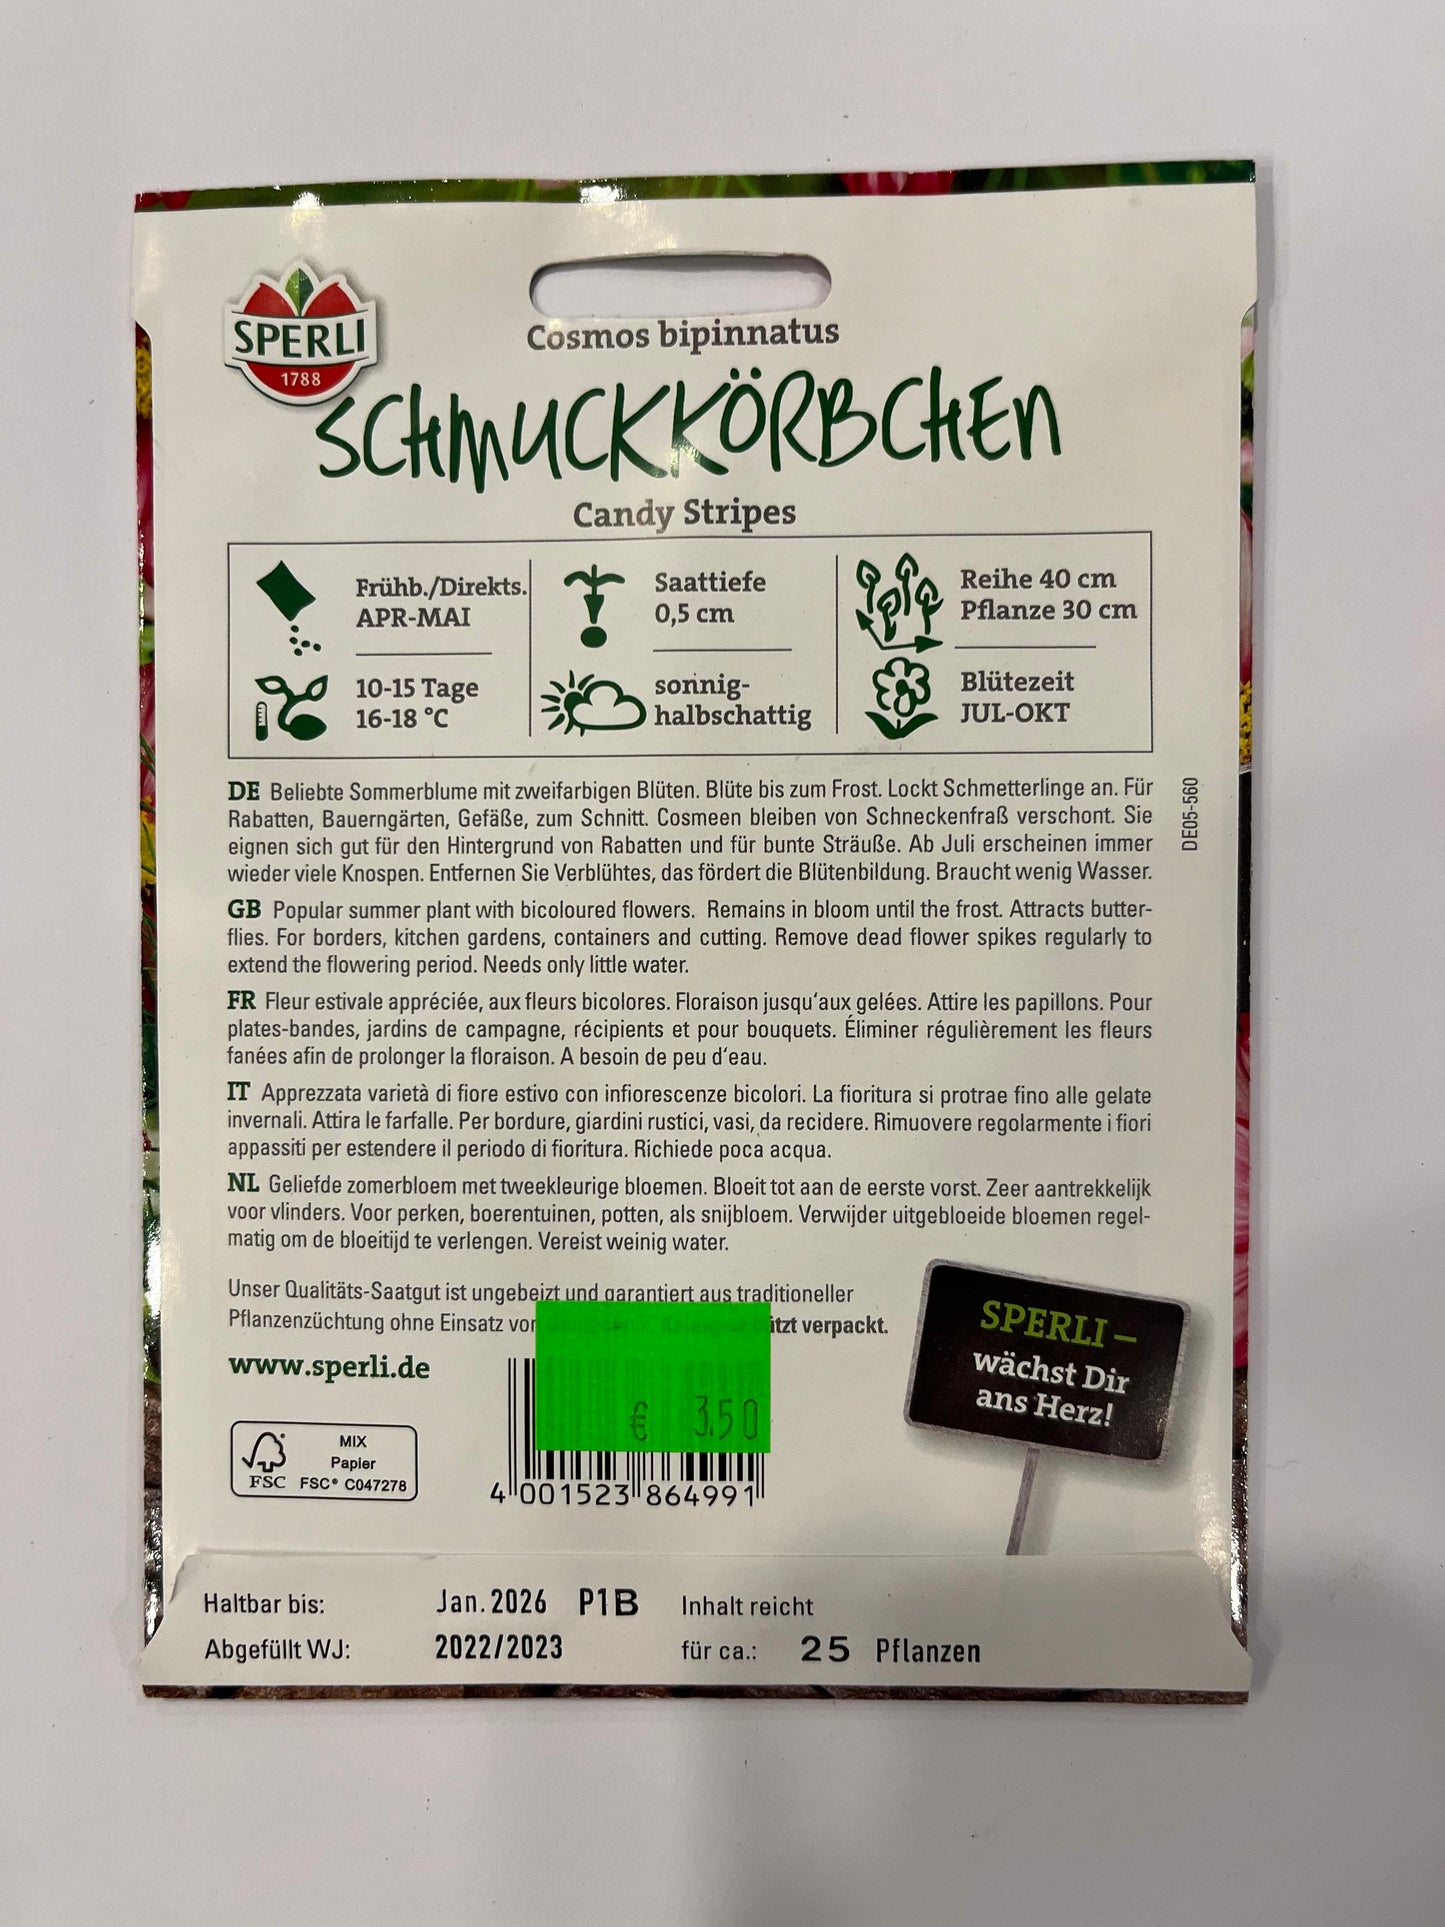 SPERLI
1788
Cosmos bipinnatus
SCHMUCKKÖRBCHEN
Candy Stripes
Frühb./Direkts.
APR-MAI
10-15 Tage
16-18 °C
Saattiefe
0,5 cm
sonnig-
halbschattig
Reihe 40 cm
Pflanze 30 cm
Blütezeit
JUL-OKT
DE Beliebte Sommerblume mit zweifarbigen Blüten. Blüte bis zum Frost. Lockt Schmetterlinge an. Für
Rabatten, Bauerngärten, Gefäße, zum Schnitt. Cosmeen bleiben von Schneckenfraß verschont. Sie
eignen sich gut für den Hintergrund von Rabatten und für bunte Sträuße. Ab Juli erscheinen immer
wieder viele Knospen. Entfernen Sie Verblühtes, das fördert die Blütenbildung. Braucht wenig Wasser.
DE05-560
GB Popular summer plant with bicoloured flowers. Remains in bloom until the frost. Attracts butter-
flies. For borders, kitchen gardens, containers and cutting. Remove dead flower spikes regularly to
extend the flowering period. Needs only little water.
FR Fleur estivale appréciée, aux fleurs bicolores. Floraison jusqu'aux gelées. Attire les papillons. Pour
plates-bandes, jardins de campagne, récipients et pour bouquets. Éliminer régulièrement les fleurs
fanées afin de prolonger la floraison. A besoin de peu d'eau.
IT Apprezzata varietà di fiore estivo con infiorescenze bicolori. La fioritura si protrae fino alle gelate
invernali. Attira le farfalle. Per bordure, giardini rustici, vasi, da recidere. Rimuovere regolarmente i fiori
appassiti per estendere il periodo di fioritura. Richiede poca acqua.
NL Geliefde zomerbloem met tweekleurige bloemen. Bloeit tot aan de eerste vorst. Zeer aantrekkelijk
voor vlinders. Voor perken, boerentuinen, potten, als snijbloem. Verwijder uitgebloeide bloemen regel-
matig om de bloeitijd te verlengen. Vereist weinig water.
Unser Qualitäts-Saatgut ist ungebeizt und garantiert aus traditioneller
Pflanzenzüchtung ohne Einsatz verpackt.
www.sperli.de
€ 3.50
MIX
Papier
FSC FSC® C047278
4 001523 864991
SPERLI –
wächst Dir
ans Herz!
Haltbar bis: Jan. 2026 P1B
Abgefüllt WJ: 2022/2023
Inhalt reicht
für ca.: 25 Pflanzen